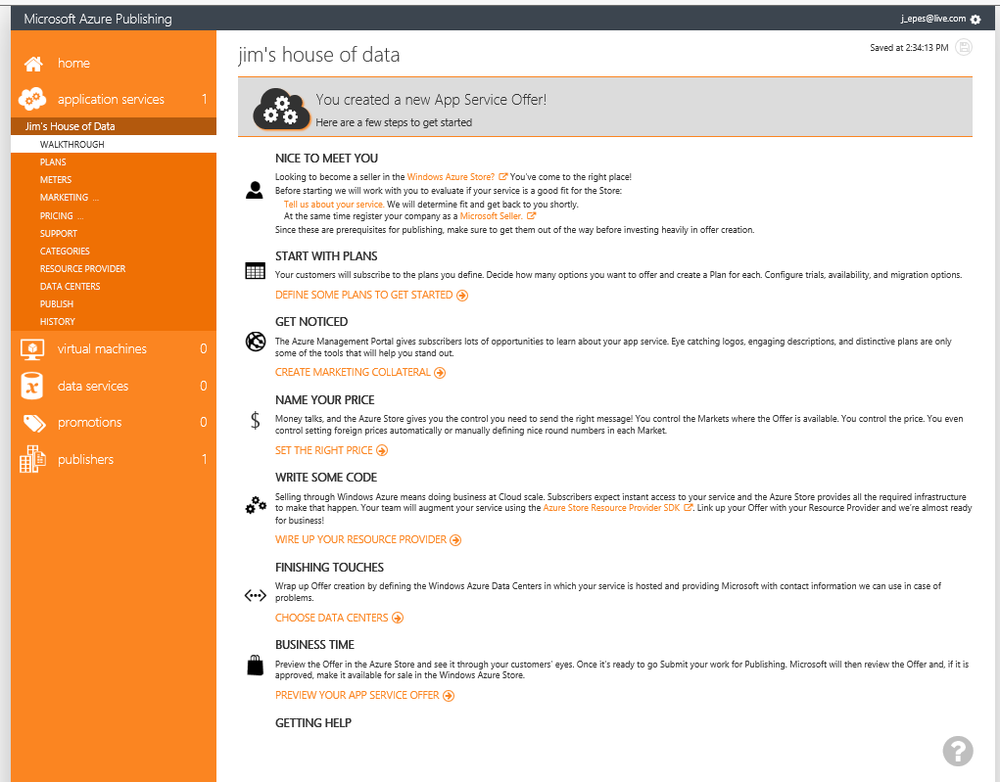 Microsoft Azure Publishing
j_epes@live.com
home
application services 1
Jim's House of Data
WALKTHROUGH
PLANS
METERS
MARKETING ...
PRICING ...
SUPPORT
CATEGORIES
RESOURCE PROVIDER
DATA CENTERS
PUBLISH
HISTORY
virtual machines 0
data services 0
promotions 0
publishers 1
jim's house of data
Saved at 2:34:13 PM
You created a new App Service Offer!
Here are a few steps to get started
NICE TO MEET YOU
Looking to become a seller in the Windows Azure Store? You've come to the right place!
Before starting we will work with you to evaluate if your service is a good fit for the Store:
Tell us about your service. We will determine fit and get back to you shortly.
At the same time register your company as a Microsoft Seller.
Since these are prerequisites for publishing, make sure to get them out of the way before investing heavily in offer creation.
START WITH PLANS
Your customers will subscribe to the plans you define. Decide how many options you want to offer and create a Plan for each. Configure trials, availability, and migration options.
DEFINE SOME PLANS TO GET STARTED
GET NOTICED
The Azure Management Portal gives subscribers lots of opportunities to learn about your app service. Eye catching logos, engaging descriptions, and distinctive plans are only
some of the tools that will help you stand out.
CREATE MARKETING COLLATERAL
NAME YOUR PRICE
$
Money talks, and the Azure Store gives you the control you need to send the right message! You control the Markets where the Offer is available. You control the price. You even
control setting foreign prices automatically or manually defining nice round numbers in each Market.
SET THE RIGHT PRICE
WRITE SOME CODE
Selling through Windows Azure means doing business at Cloud scale. Subscribers expect instant access to your service and the Azure Store provides all the required infrastructure
to make that happen. Your team will augment your service using the Azure Store Resource Provider SDK. Link up your Offer with your Resource Provider and we're almost ready
for business!
WIRE UP YOUR RESOURCE PROVIDER
FINISHING TOUCHES
Wrap up Offer creation by defining the Windows Azure Data Centers in which your service is hosted and providing Microsoft with contact information we can use in case of
problems.
CHOOSE DATA CENTERS
BUSINESS TIME
Preview the Offer in the Azure Store and see it through your customers' eyes. Once it's ready to go Submit your work for Publishing. Microsoft will then review the Offer and, if it is
approved, make it available for sale in the Windows Azure Store.
PREVIEW YOUR APP SERVICE OFFER
GETTING HELP
?